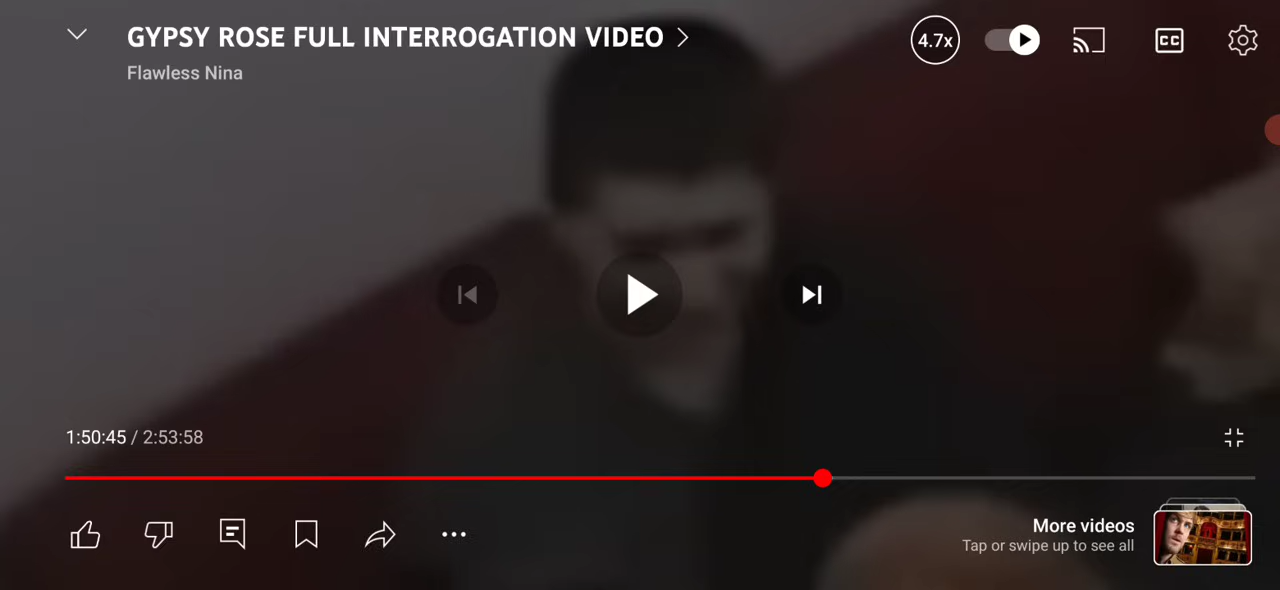 GYPSY ROSE FULL INTERROGATION VIDEO
4.7x
CC
Flawless Nina
1:50:45 / 2:53:58
More videos
Tap or swipe up to see all